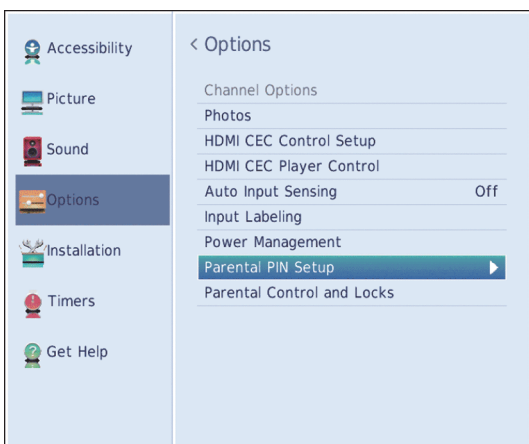 Accessibility
Picture
Sound
Options
Installation
Timers
Get Help
< Options
Channel Options
Photos
HDMI CEC Control Setup
HDMI CEC Player Control
Auto Input Sensing Off
Input Labeling
Power Management
Parental PIN Setup
Parental Control and Locks